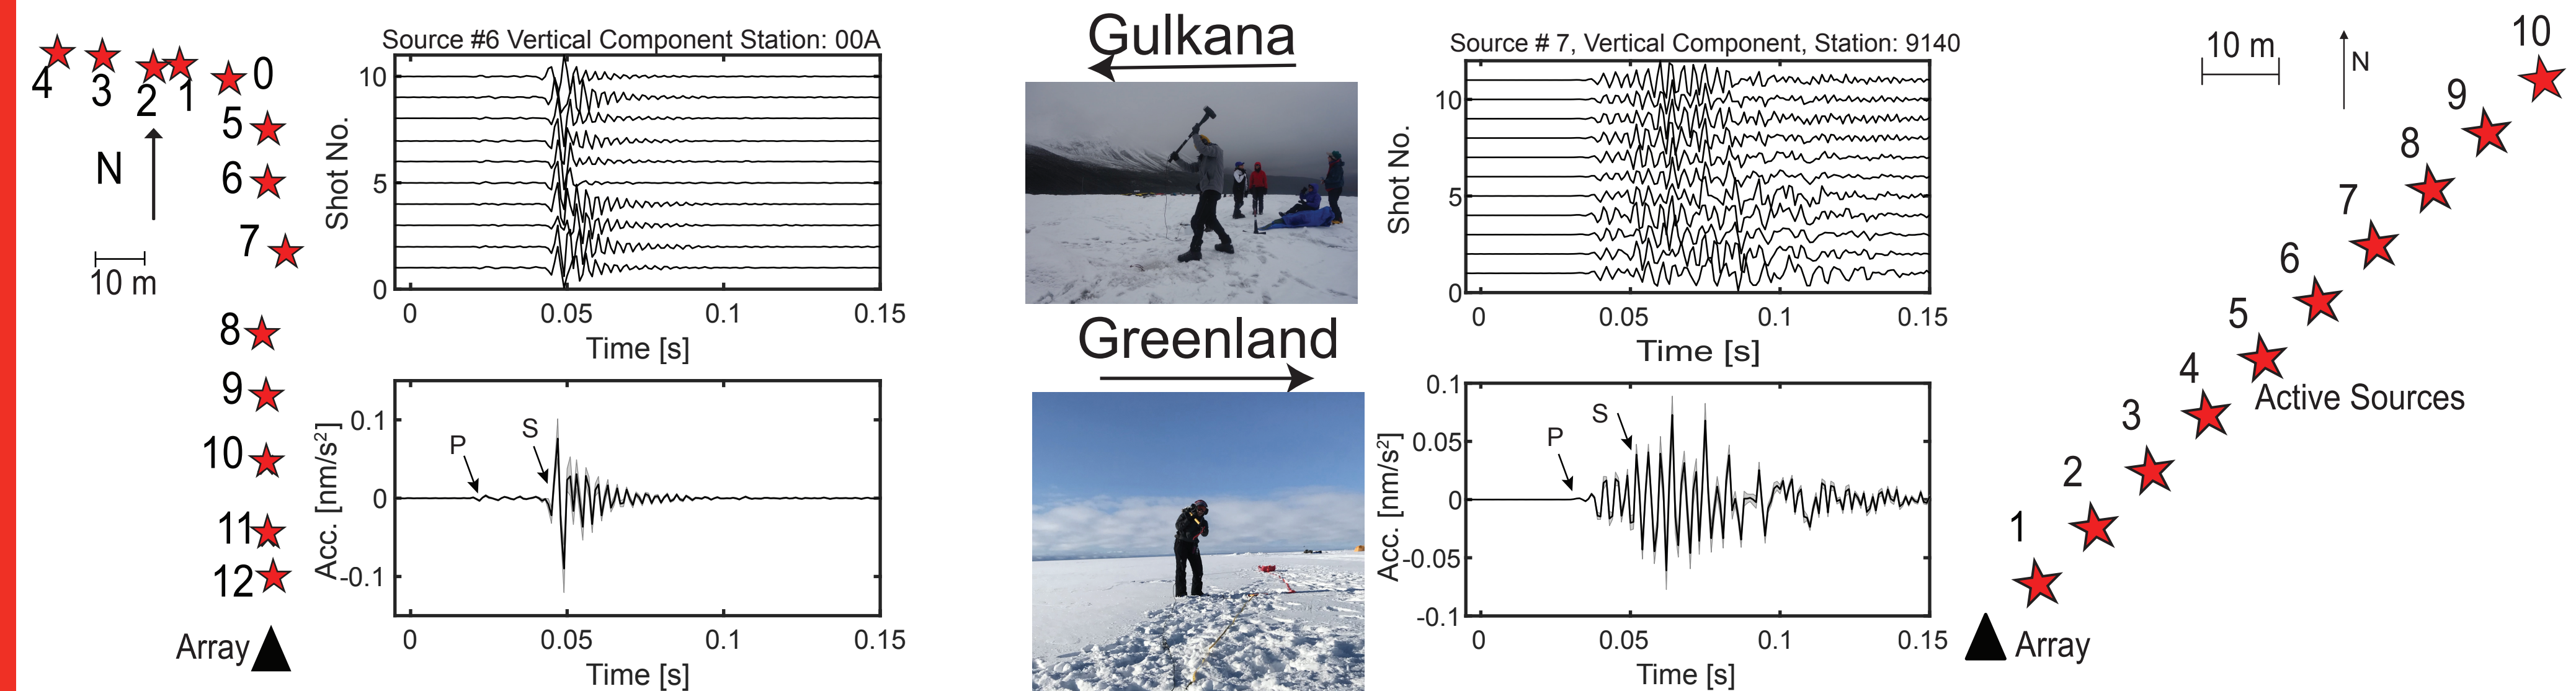 4
3
2
1
0
5
6
7
8
9
10
11
12
N
10 m
Array
Source #6 Vertical Component Station: 00A
Shot No.
10
5
0
0
0.05
0.1
0.15
Time [s]
Acc. [nm/s²]
0.1
0
-0.1
P
S
0
0.05
0.1
0.15
Time [s]
Gulkana
Greenland
Source # 7, Vertical Component, Station: 9140
Shot No.
10
5
0
0
0.05
0.1
0.15
Time [s]
Acc. [nm/s²]
0.1
0.05
0
-0.05
-0.1
P
S
0
0.05
0.1
0.15
Time [s]
10 m
N
10
9
8
7
6
5
4
3
2
1
Active Sources
Array